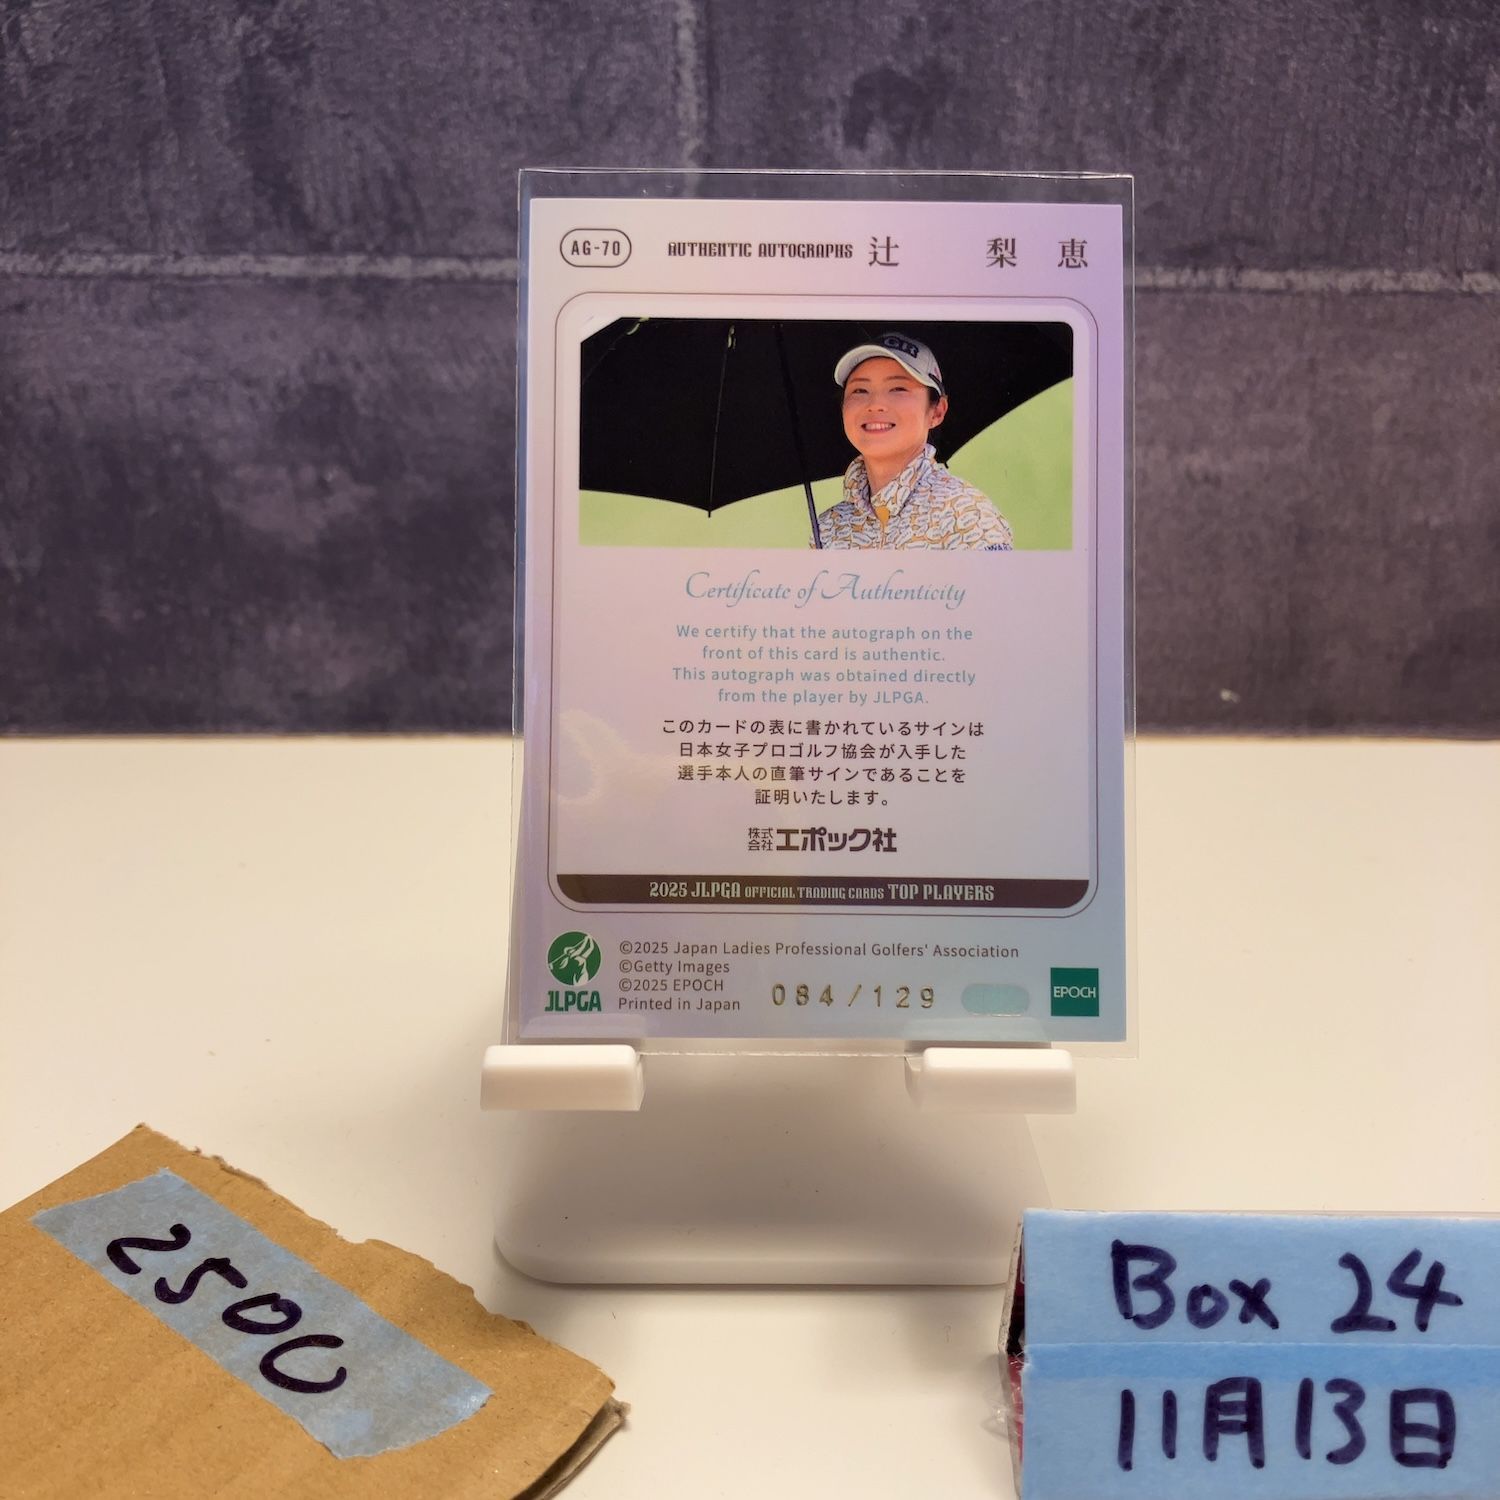 AG-70 AUTHENTIC AUTOGRAPHS 辻 梨恵
GR
Certificate of Authenticity
We certify that the autograph on the
front of this card is authentic.
This autograph was obtained directly
from the player by JLPGA.
このカードの表に書かれているサインは
日本女子プロゴルフ協会が入手した
選手本人の直筆サインであることを
証明いたします。
株式会社エポック社
2025 JLPGA OFFICIAL TRADING CARDS TOP PLAYERS
JLPGA
©2025 Japan Ladies Professional Golfers' Association
©Getty Images
©2025 EPOCH
Printed in Japan
084/129
EPOCH
2500
Box 24
11月13日